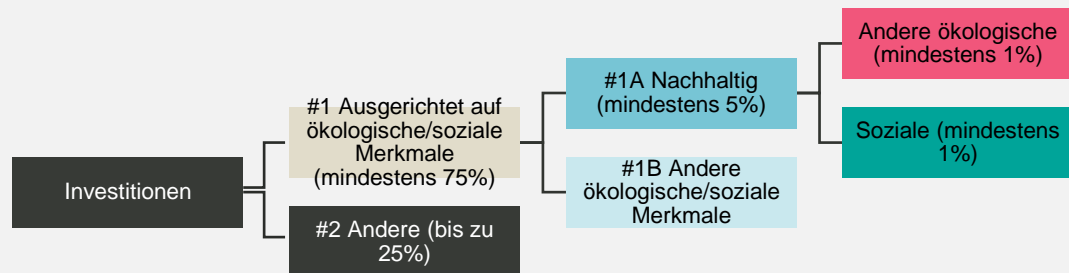 Investitionen
#1 Ausgerichtet auf
ökologische/soziale
Merkmale
(mindestens 75%)
#2 Andere (bis zu
25%)
#1A Nachhaltig
(mindestens 5%)
#1B Andere
ökologische/soziale
Merkmale
Andere ökologische
(mindestens 1%)
Soziale (mindestens
1%)